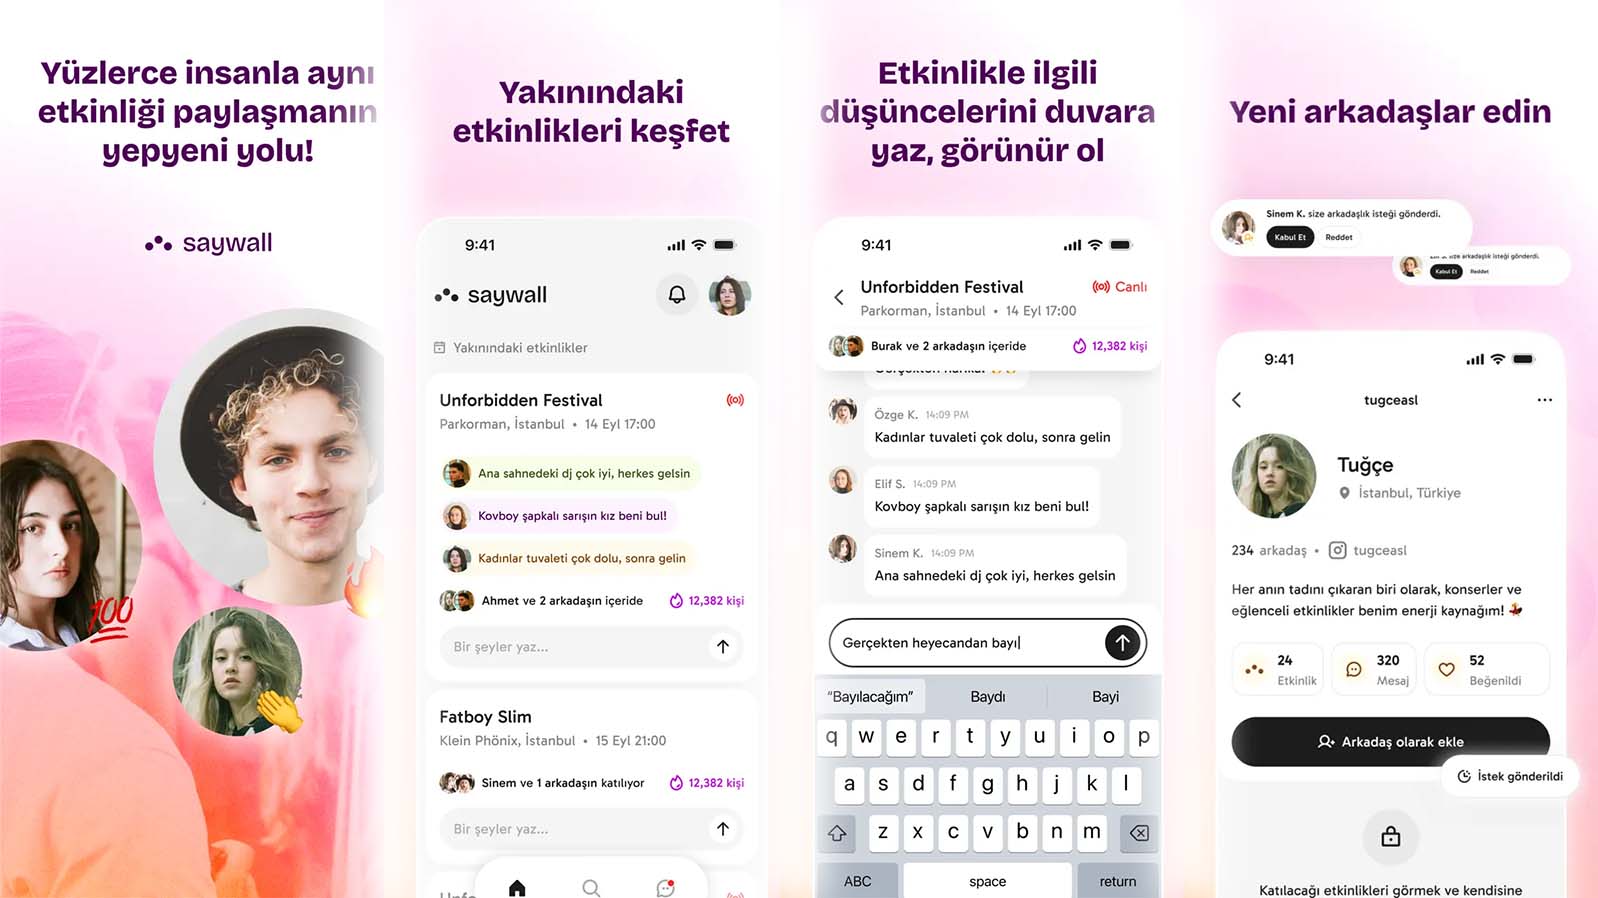 Yüzlerce insanla aynı
etkinliği paylaşmanın
yepyeni yolu!
saywall
100
Yakınındaki
etkinlikleri keşfet
9:41
saywall
Yakınındaki etkinlikler
Unforbidden Festival
Parkorman, İstanbul • 14 Eyl 17:00
Ana sahnedeki dj çok iyi, herkes gelsin
Kovboy şapkalı sarışın kız beni bul!
Kadınlar tuvaleti çok dolu, sonra gelin
Ahmet ve 2 arkadaşın içeride
12,382 kişi
Bir şeyler yaz...
Fatboy Slim
Klein Phönix, İstanbul • 15 Eyl 21:00
Sinem ve 1 arkadaşın katılıyor
12,382 kişi
Bir şeyler yaz...
Etkinlikle ilgili
düşüncelerini duvara
yaz, görünür ol
9:41
Unforbidden Festival
Canlı
Parkorman, İstanbul • 14 Eyl 17:00
Burak ve 2 arkadaşın içeride
12,382 kişi
Özge K. 14:09 PM
Kadınlar tuvaleti çok dolu, sonra gelin
Elif S. 14:09 PM
Kovboy şapkalı sarışın kız beni bul!
Sinem K. 14:09 PM
Ana sahnedeki dj çok iyi, herkes gelsin
Gerçekten heyecandan bayı
"Bayılacağım" Baydı Bayi
q w e r t y u i o p
a s d f g h j k l
z x c v b n m
ABC space return
Yeni arkadaşlar edin
Sinem K. size arkadaşlık isteği gönderdi.
Kabul Et Reddet
size arkadaşlık isteği gönderdi.
Kabul Et Reddet
9:41
tugceasl
Tuğçe
İstanbul, Türkiye
234 arkadaş • tugceasl
Her anın tadını çıkaran biri olarak, konserler ve
eğlenceli etkinlikler benim enerji kaynağım!
24 Etkinlik
320 Mesaj
52 Beğenildi
Arkadaş olarak ekle
İstek gönderildi
Katılacağı etkinlikleri görmek ve kendisine